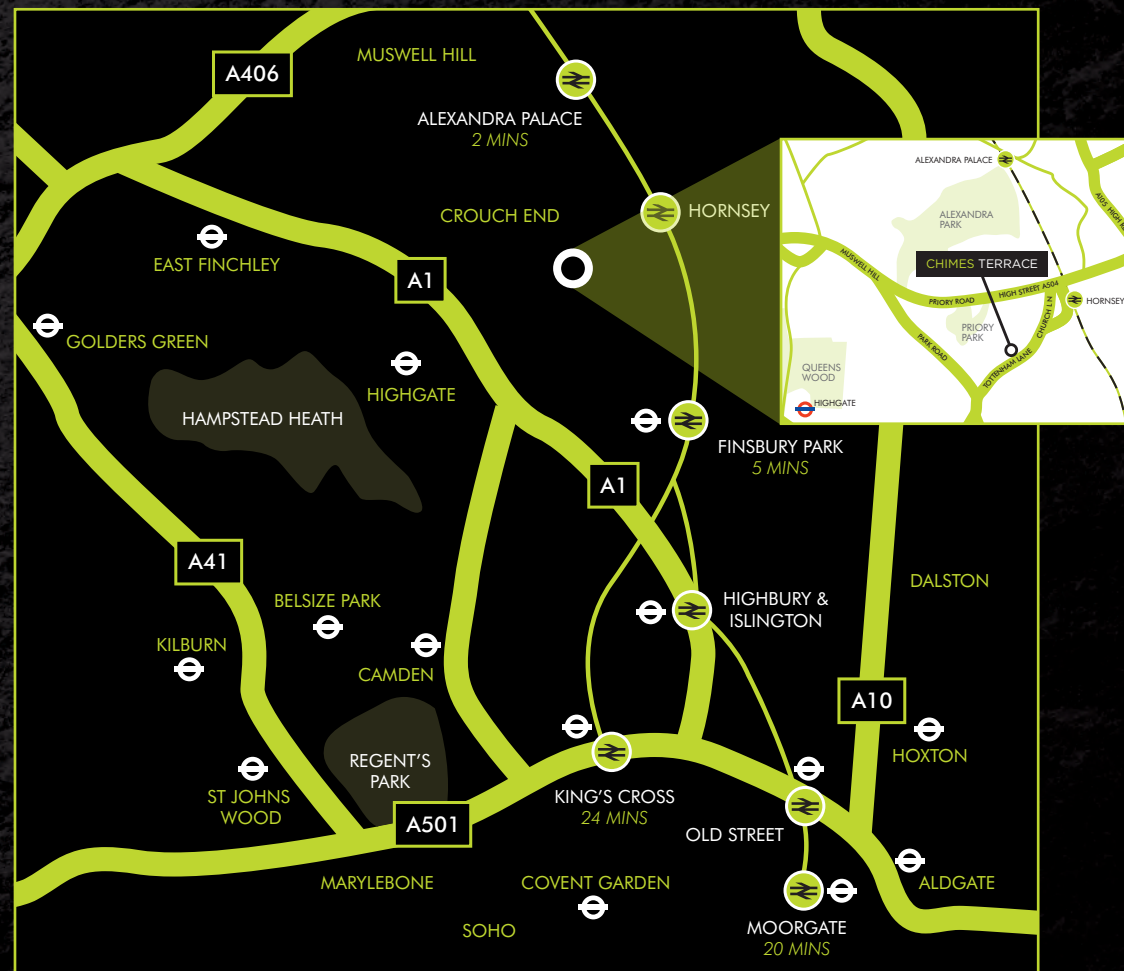 MUSWELL HILL
A406
ALEXANDRA PALACE
2 MINS
CROUCH END
HORNSEY
EAST FINCHLEY
A1
GOLDERS GREEN
HIGHGATE
HAMPSTEAD HEATH
FINSBURY PARK
5 MINS
A1
A41
BELSIZE PARK
KILBURN
CAMDEN
HIGHBURY &
ISLINGTON
DALSTON
A10
HOXTON
REGENT'S
PARK
ST JOHNS
WOOD
A501
KING'S CROSS
24 MINS
OLD STREET
MARYLEBONE
COVENT GARDEN
ALDGATE
SOHO
MOORGATE
20 MINS
ALEXANDRA PALACE
ALEXANDRA
PARK
A105 HIGH
MUSWELL HILL
CHIMES TERRACE
PRIORY ROAD
HIGH STREET A504
HORNSEY
CHURCH LN
PRIORY
PARK
PARK ROAD
TOTTENHAM LANE
QUEENS
WOOD
HIGHGATE